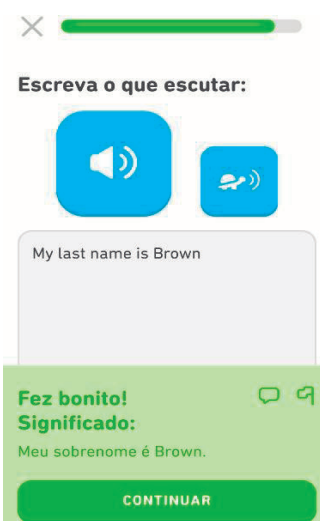 Escreva o que escutar:
My last name is Brown
Fez bonito!
Significado:
Meu sobrenome é Brown.
CONTINUAR